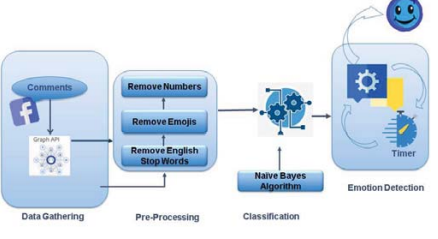 Comments
Graph API
Data Gathering
Remove Numbers
Remove Emojis
Remove English
Stop Words
Pre-Processing
Naïve Bayes
Algorithm
Classification
Timer
Emotion Detection